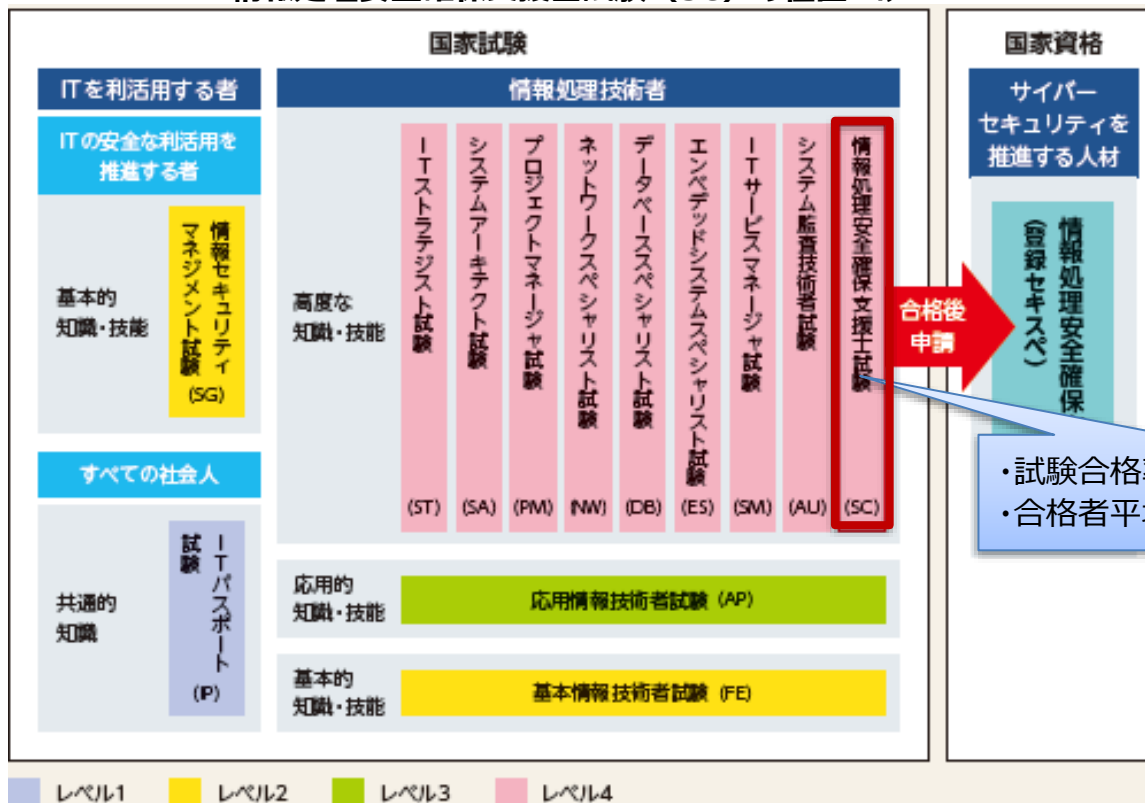 国家試験
国家資格
ITを利活用する者
情報処理技術者
サイバー
セキュリティを
推進する人材
ITの安全な利活用を
推進する者
基本的
知識・技能
情報セキュリティ
マネジメント試験
(SG)
高度な
知識・技能
ITストラテジスト試験
(ST)
システムアーキテクト試験
(SA)
プロジェクトマネージャ試験
(PM)
ネットワークスペシャリスト試験
(NW)
データベーススペシャリスト試験
(DB)
エンベデッドシステムスペシャリスト試験
(ES)
ITサービスマネージャ試験
(SM)
システム監査技術者試験
(AU)
情報処理安全確保支援士試験
(SC)
合格後
申請
情報処理安全確保
(登録セキスペ)
・試験合格
・合格者平
すべての社会人
共通的
知識
ITパスポート
試験
(IP)
応用的
知識・技能
応用情報技術者試験 (AP)
基本的
知識・技能
基本情報技術者試験 (FE)
レベル1
レベル2
レベル3
レベル4